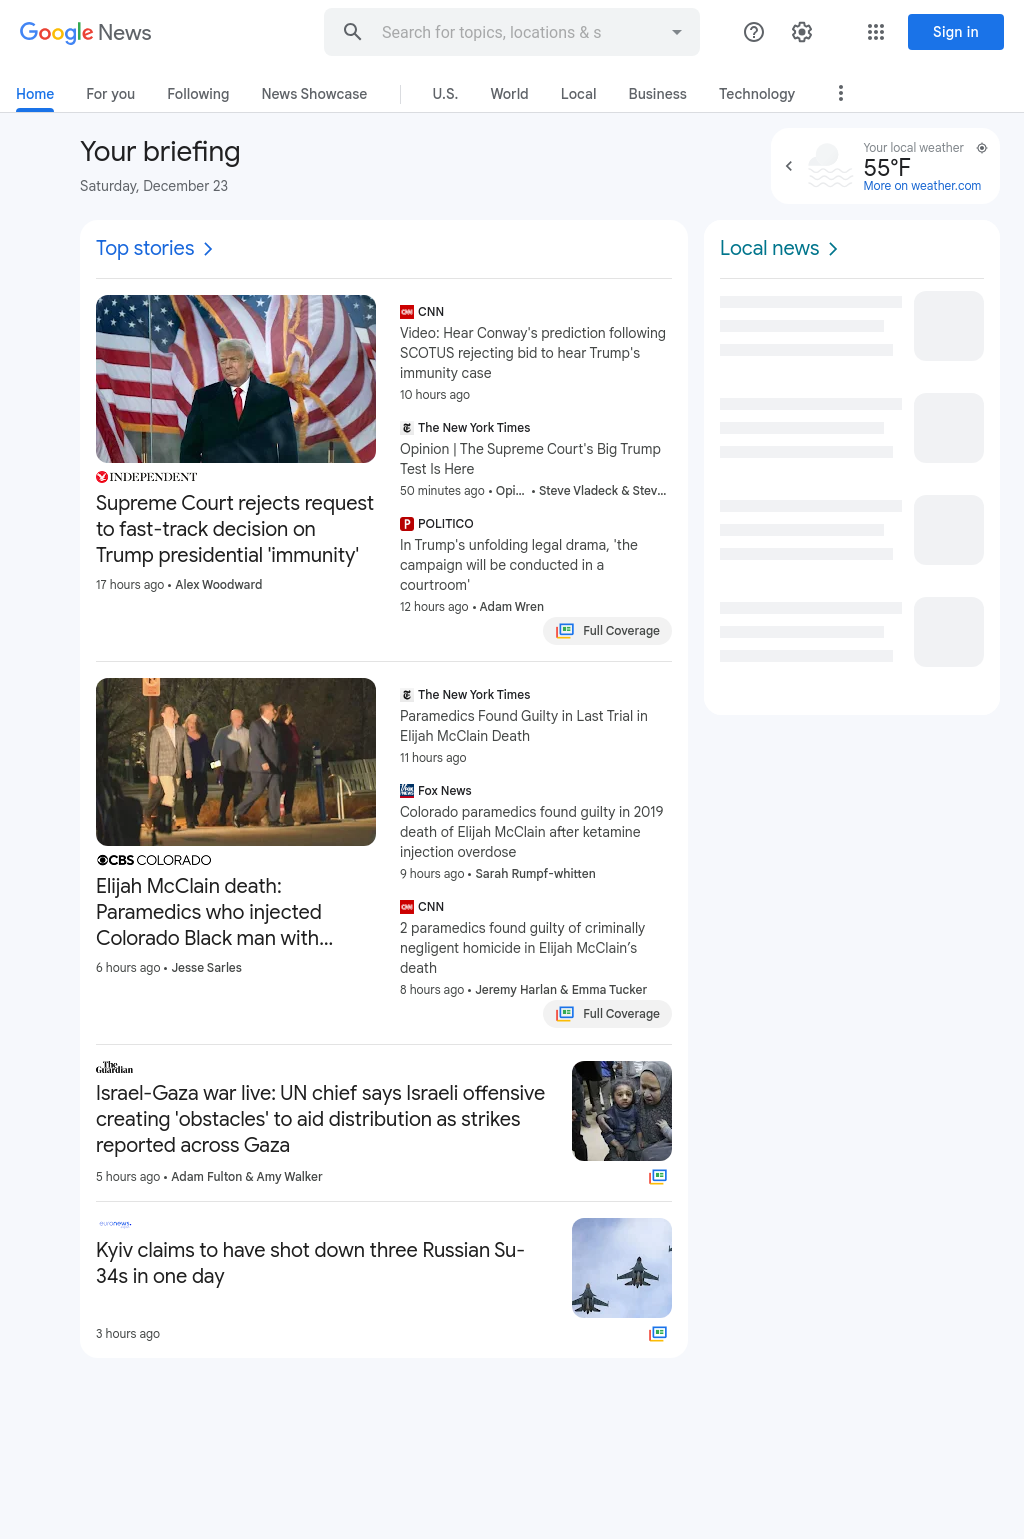 Google News
Search for topics, locations & s
Sign in
Home
For you
Following
News Showcase
U.S.
World
Local
Business
Technology
Your briefing
Saturday, December 23
Your local weather
55°F
More on weather.com
Top stories
INDEPENDENT
Supreme Court rejects request
to fast-track decision on
Trump presidential 'immunity'
17 hours ago • Alex Woodward
CNN
Video: Hear Conway's prediction following
SCOTUS rejecting bid to hear Trump's
immunity case
10 hours ago
The New York Times
Opinion | The Supreme Court's Big Trump
Test Is Here
50 minutes ago • Opi... • Steve Vladeck & Stev...
POLITICO
In Trump's unfolding legal drama, 'the
campaign will be conducted in a
courtroom'
12 hours ago • Adam Wren
Full Coverage
CBS COLORADO
Elijah McClain death:
Paramedics who injected
Colorado Black man with...
6 hours ago • Jesse Sarles
The New York Times
Paramedics Found Guilty in Last Trial in
Elijah McClain Death
11 hours ago
Fox News
Colorado paramedics found guilty in 2019
death of Elijah McClain after ketamine
injection overdose
9 hours ago • Sarah Rumpf-whitten
CNN
2 paramedics found guilty of criminally
negligent homicide in Elijah McClain’s
death
8 hours ago • Jeremy Harlan & Emma Tucker
Full Coverage
The
Guardian
Israel-Gaza war live: UN chief says Israeli offensive
creating 'obstacles' to aid distribution as strikes
reported across Gaza
5 hours ago • Adam Fulton & Amy Walker
euronews.
Kyiv claims to have shot down three Russian Su-
34s in one day
3 hours ago
Local news